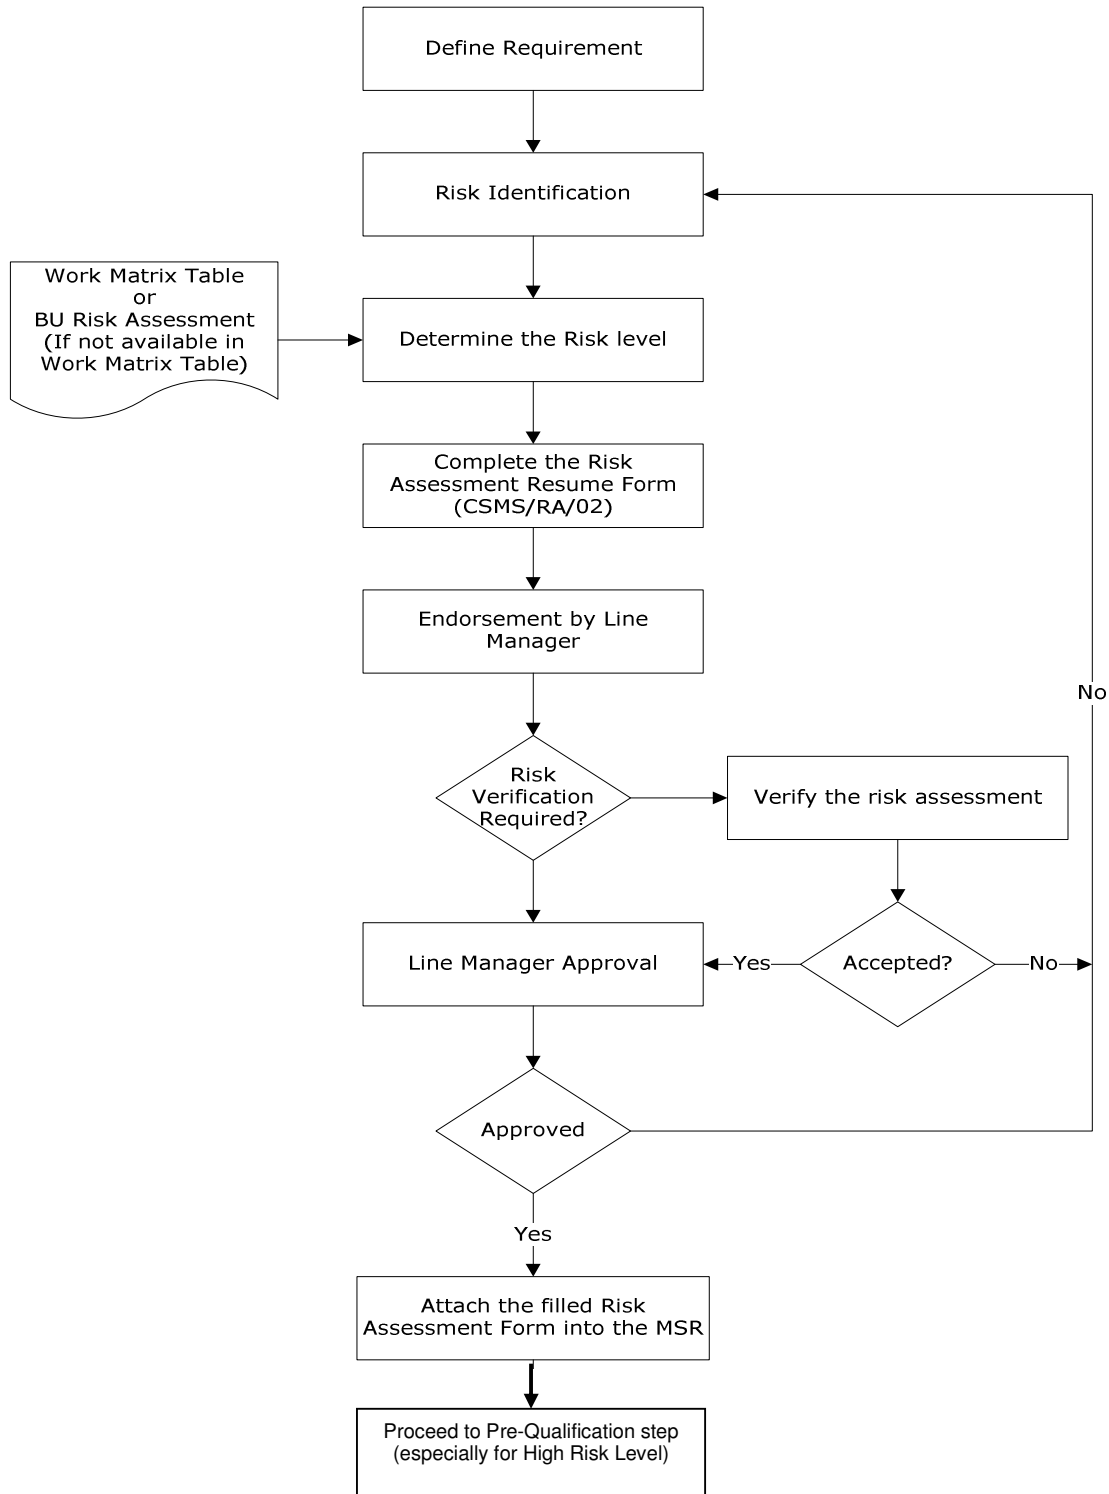 Define Requirement
Risk Identification
Work Matrix Table
or
BU Risk Assessment
(If not available in
Work Matrix Table)
Determine the Risk level
Complete the Risk
Assessment Resume Form
(CSMS/RA/02)
Endorsement by Line
Manager
No
Risk
Verification
Required?
Verify the risk assessment
Line Manager Approval
Yes
Accepted?
No
Approved
Yes
Attach the filled Risk
Assessment Form into the MSR
Proceed to Pre-Qualification step
(especially for High Risk Level)